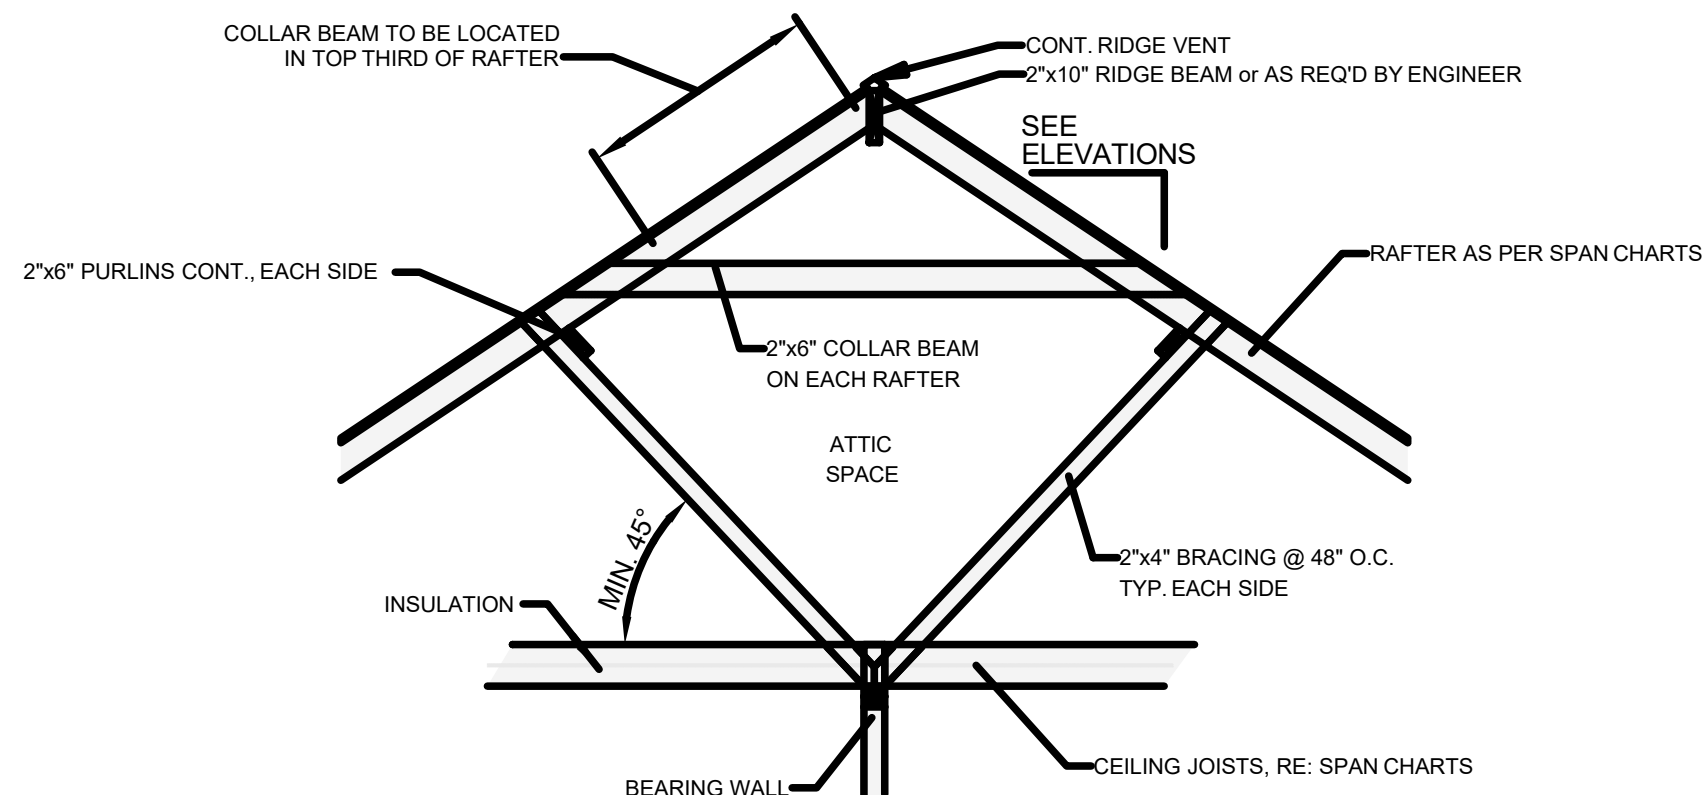 COLLAR BEAM TO BE LOCATED
IN TOP THIRD OF RAFTER
CONT. RIDGE VENT
2"x10" RIDGE BEAM or AS REQ'D BY ENGINEER
SEE
ELEVATIONS
RAFTER AS PER SPAN CHARTS
2"x6" PURLINS CONT., EACH SIDE
2"x6" COLLAR BEAM
ON EACH RAFTER
ATTIC
SPACE
MIN. 45°
2"x4" BRACING @ 48" O.C.
TYP. EACH SIDE
INSULATION
CEILING JOISTS, RE: SPAN CHARTS
BEARING WALL